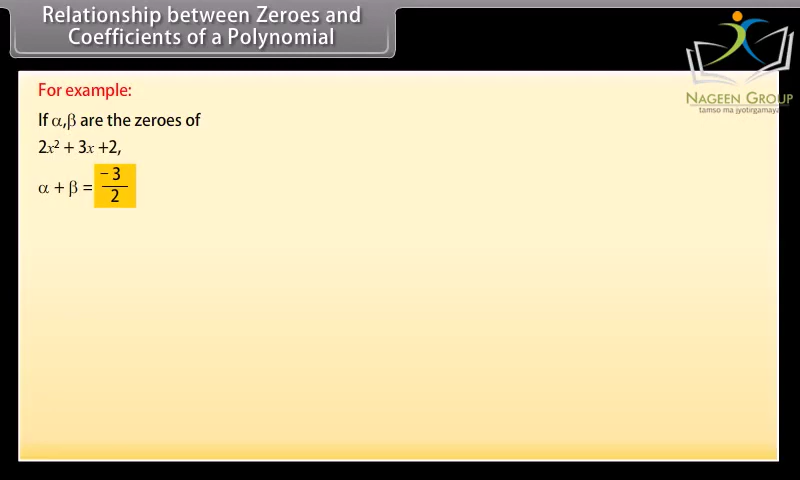 Relationship between Zeroes and
Coefficients of a Polynomial
NAGEEN GROUP
tamso ma jyotirgamaya
For example:
If α,β are the zeroes of
2x² + 3x +2,
α + β = −3/2